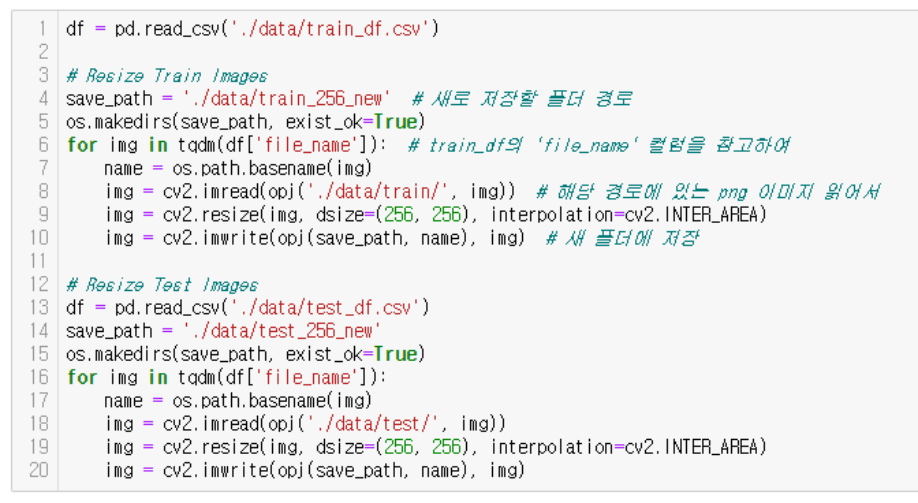 1 df = pd.read_csv('./data/train_df.csv')
2
3 # Resize Train Images
4 save_path = './data/train_256_new'  # 새로 저장할 폴더 경로
5 os.makedirs(save_path, exist_ok=True)
6 for img in tqdm(df['file_name']):  # train_df의 'file_name' 컬럼을 참고하여
7     name = os.path.basename(img)
8     img = cv2.imread(opj('./data/train/', img))  # 해당 경로에 있는 png 이미지 읽어서
9     img = cv2.resize(img, dsize=(256, 256), interpolation=cv2.INTER_AREA)
10     img = cv2.imwrite(opj(save_path, name), img)  # 새 폴더에 저장
11
12 # Resize Test Images
13 df = pd.read_csv('./data/test_df.csv')
14 save_path = './data/test_256_new'
15 os.makedirs(save_path, exist_ok=True)
16 for img in tqdm(df['file_name']):
17     name = os.path.basename(img)
18     img = cv2.imread(opj('./data/test/', img))
19     img = cv2.resize(img, dsize=(256, 256), interpolation=cv2.INTER_AREA)
20     img = cv2.imwrite(opj(save_path, name), img)